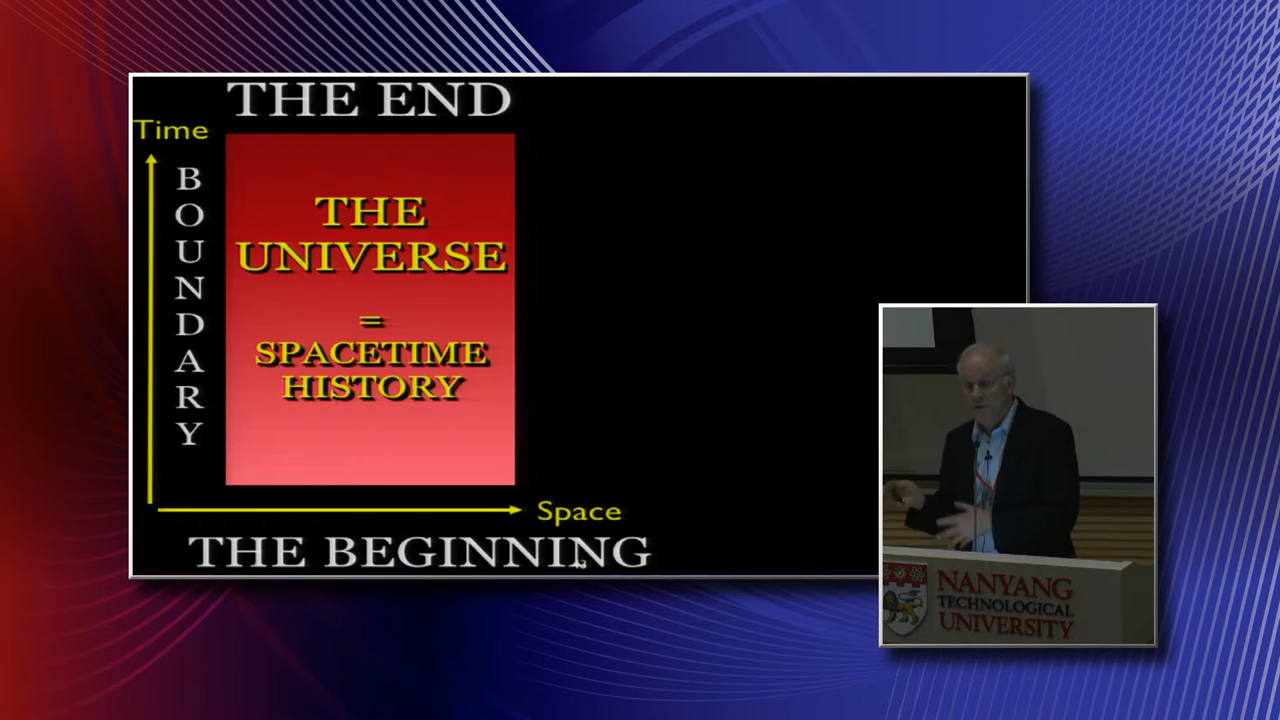 THE END
Time
BOUNDARY
THE
UNIVERSE
=
SPACETIME
HISTORY
Space
THE BEGINNING
NANYANG
TECHNOLOGICAL
UNIVERSITY